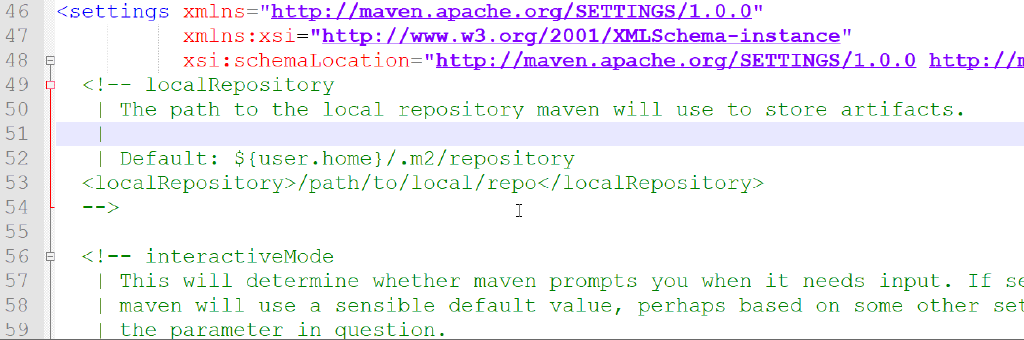 46 <settings xmlns="http://maven.apache.org/SETTINGS/1.0.0"
47 xmlns:xsi="http://www.w3.org/2001/XMLSchema-instance"
48 xsi:schemaLocation="http://maven.apache.org/SETTINGS/1.0.0 http://m
49 <!-- localRepository
50 | The path to the local repository maven will use to store artifacts.
51 |
52 | Default: ${user.home}/.m2/repository
53 <localRepository>/path/to/local/repo</localRepository>
54 -->
55
56 <!-- interactiveMode
57 | This will determine whether maven prompts you when it needs input. If se
58 | maven will use a sensible default value, perhaps based on some other set
59 | the parameter in question.